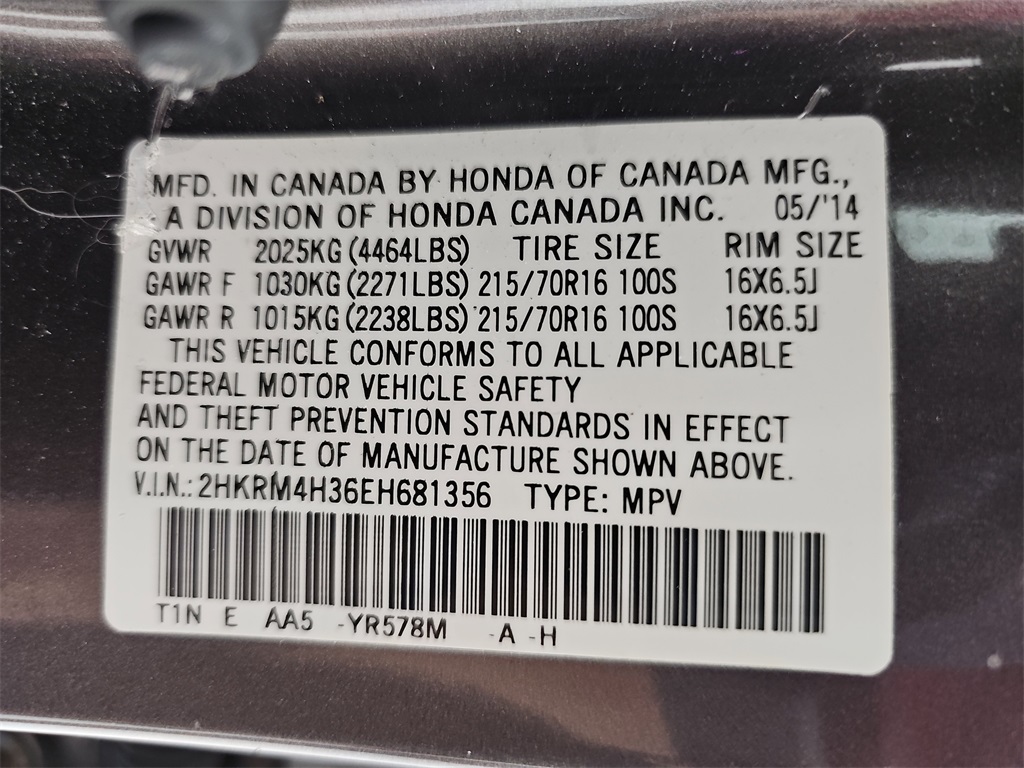 MFD. IN CANADA BY HONDA OF CANADA MFG.,
A DIVISION OF HONDA CANADA INC. 05/'14
GVWR 2025KG (4464LBS) TIRE SIZE RIM SIZE
GAWR F 1030KG (2271LBS) 215/70R16 100S 16X6.5J
GAWR R 1015KG (2238LBS) 215/70R16 100S 16X6.5J
THIS VEHICLE CONFORMS TO ALL APPLICABLE
FEDERAL MOTOR VEHICLE SAFETY
AND THEFT PREVENTION STANDARDS IN EFFECT
ON THE DATE OF MANUFACTURE SHOWN ABOVE.
V.I.N.: 2HKRM4H36EH681356 TYPE: MPV
T1N E AA5 -YR578M -A -H